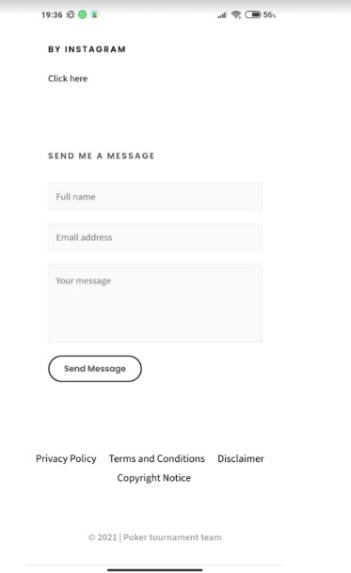 19:36 56%
BY INSTAGRAM
Click here
SEND ME A MESSAGE
Full name
Email address
Your message
Send Message
Privacy Policy Terms and Conditions Disclaimer
Copyright Notice
© 2021 | Poker tournament team